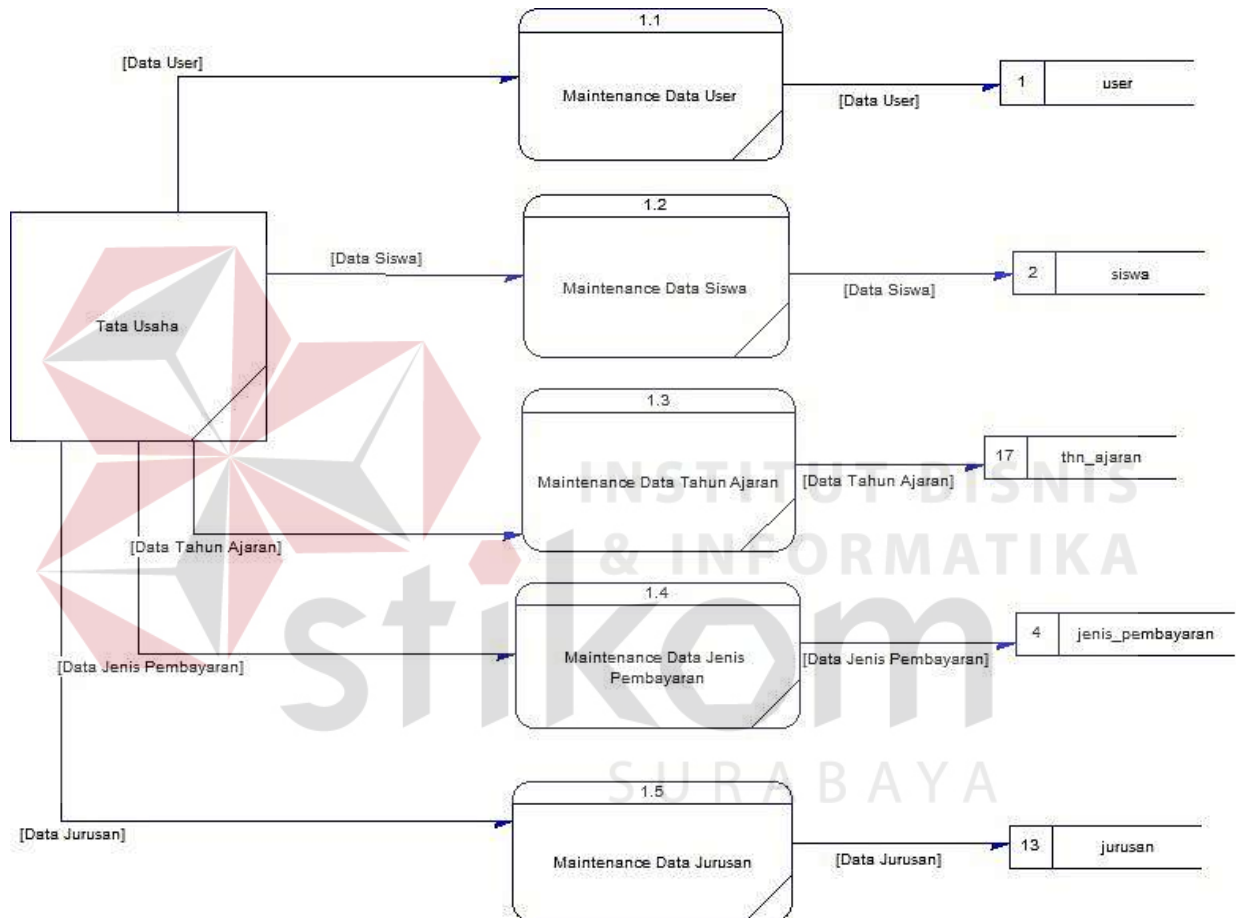 1.1
[Data User]
Maintenance Data User
[Data User]
1
user
1.2
[Data Siswa]
Maintenance Data Siswa
[Data Siswa]
2
siswa
Tata Usaha
1.3
Maintenance Data Tahun Ajaran
[Data Tahun Ajaran]
17
thn_ajaran
[Data Tahun Ajaran]
INSTITUT BISNIS
& INFORMATIKA
stikom
SURABAYA
1.4
Maintenance Data Jenis
Pembayaran
[Data Jenis Pembayaran]
[Data Jenis Pembayaran]
4
jenis_pembayaran
1.5
[Data Jurusan]
Maintenance Data Jurusan
[Data Jurusan]
13
jurusan